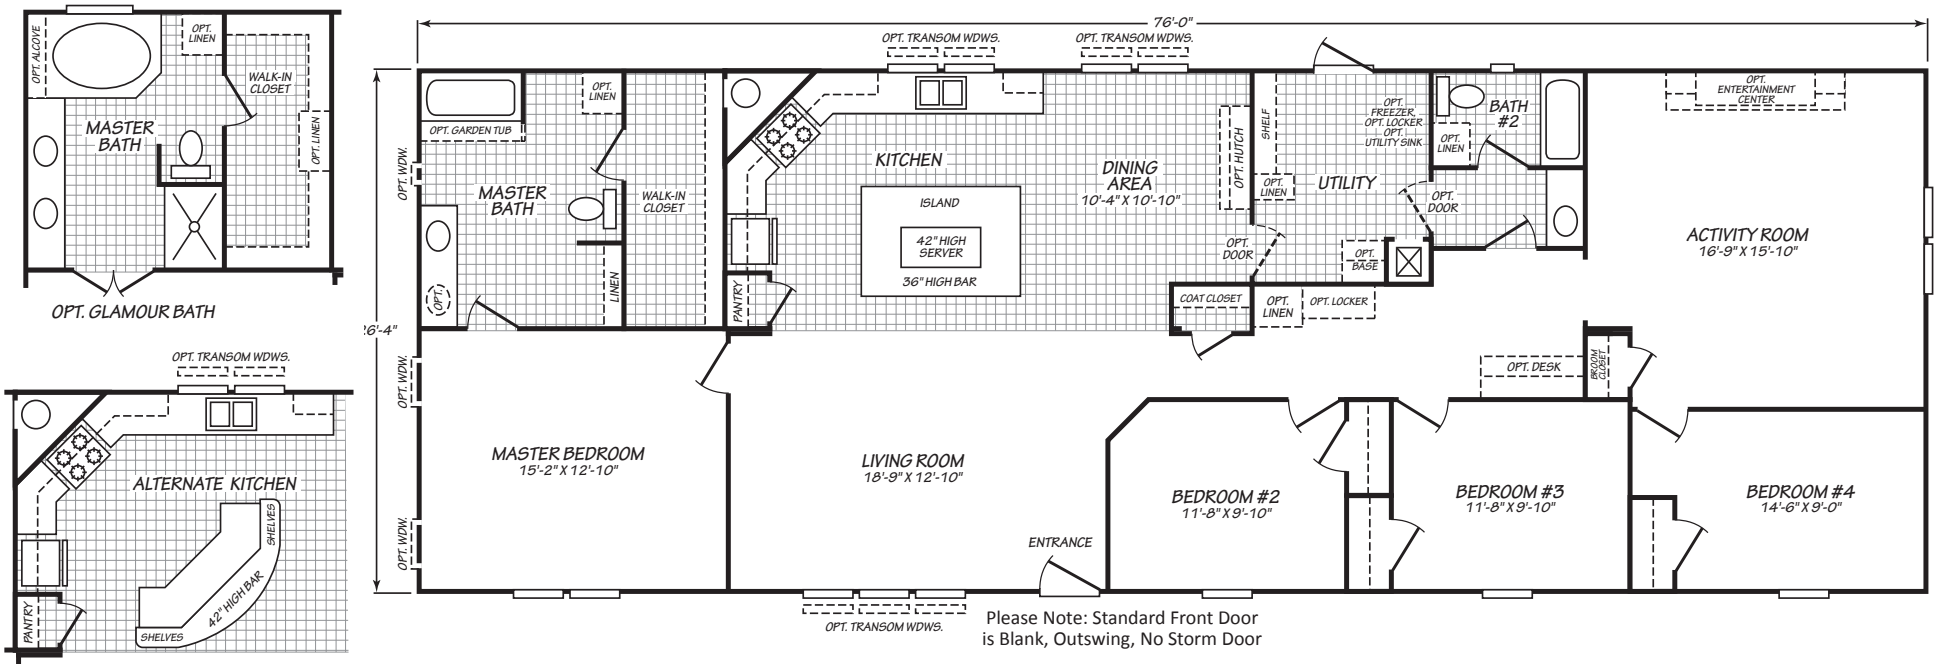 OPT. ALCOVE
OPT.
LINEN
WALK-IN
CLOSET
MASTER
BATH
OPT. LINEN
OPT. GLAMOUR BATH
OPT. TRANSOM WDWS.
ALTERNATE KITCHEN
SHELVES
42" HIGH BAR
PANTRY
SHELVES
76'-0"
OPT. TRANSOM WDWS.
OPT. TRANSOM WDWS.
OPT.
LINEN
OPT. GARDEN TUB
OPT. WDW.
MASTER
BATH
WALK-IN
CLOSET
OPT.
LINEN
26'-4"
KITCHEN
ISLAND
42" HIGH
SERVER
36" HIGH BAR
PANTRY
DINING
AREA
10'-4" X 10'-10"
OPT. HUTCH
SHELF
OPT.
LINEN
OPT.
FREEZER,
OPT. LOCKER
OPT.
UTILITY SINK
UTILITY
OPT.
DOOR
OPT.
BASE
OPT.
LINEN
BATH
#2
OPT.
DOOR
OPT.
ENTERTAINMENT
CENTER
ACTIVITY ROOM
16'-9" X 15'-10"
COAT CLOSET
OPT.
LINEN
OPT. LOCKER
OPT. DESK
BROOM
CLOSET
OPT. WDW.
OPT. WDW.
MASTER BEDROOM
15'-2" X 12'-10"
LIVING ROOM
18'-9" X 12'-10"
ENTRANCE
BEDROOM #2
11'-8" X 9'-10"
BEDROOM #3
11'-8" X 9'-10"
BEDROOM #4
14'-6" X 9'-0"
OPT. TRANSOM WDWS.
Please Note: Standard Front Door
is Blank, Outswing, No Storm Door